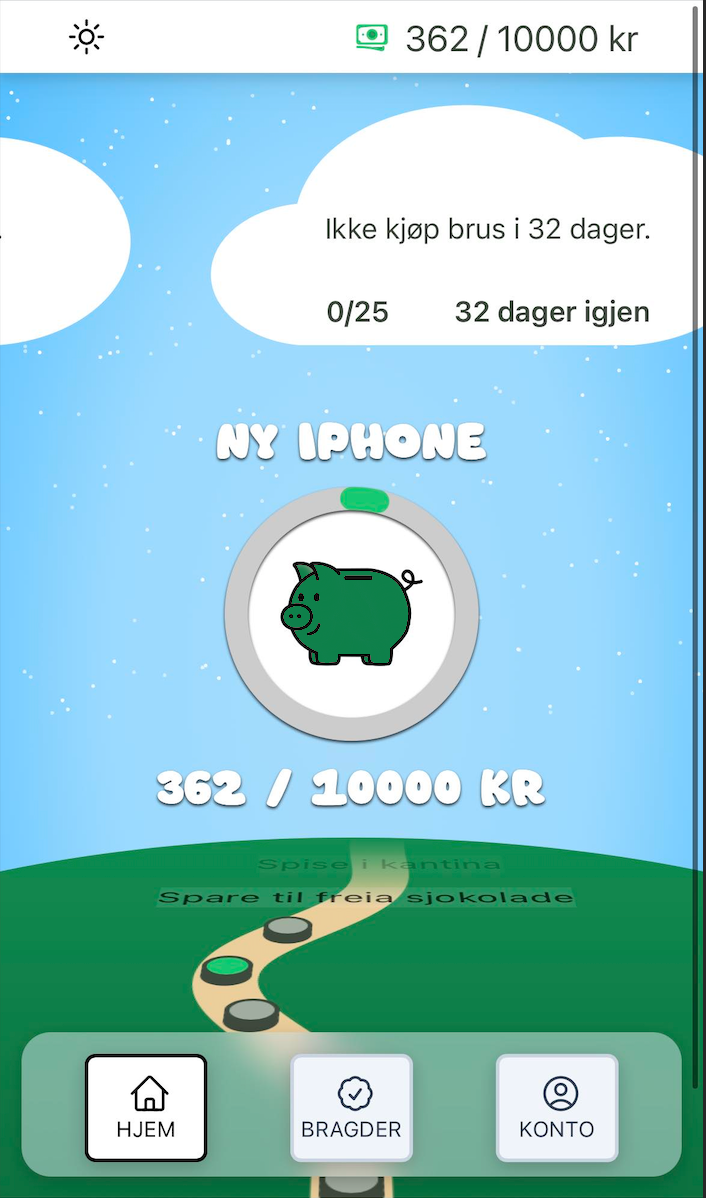 362 / 10000 kr
Ikke kjøp brus i 32 dager.
0/25 32 dager igjen
NY IPHONE
362 / 10000 KR
Spise i kantina
Spare til freia sjokolade
HJEM BRAGDER KONTO